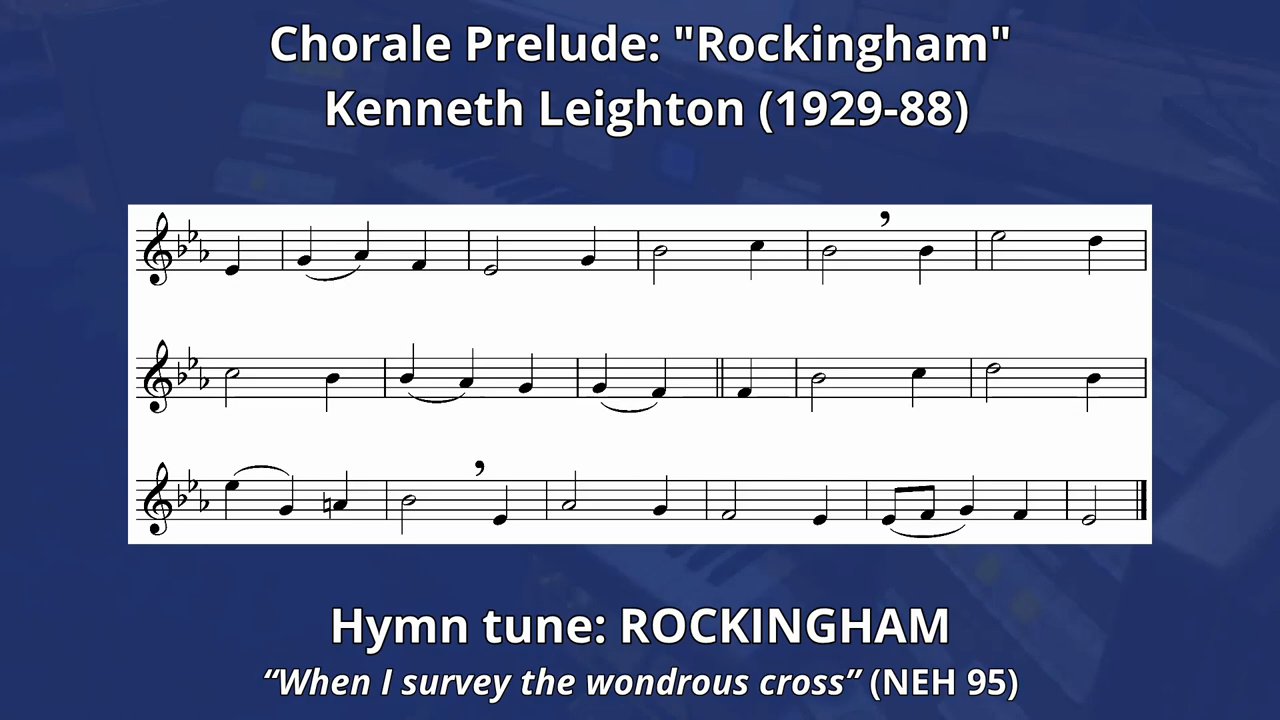 Chorale Prelude: "Rockingham"
Kenneth Leighton (1929-88)
Hymn tune: ROCKINGHAM
“When I survey the wondrous cross” (NEH 95)